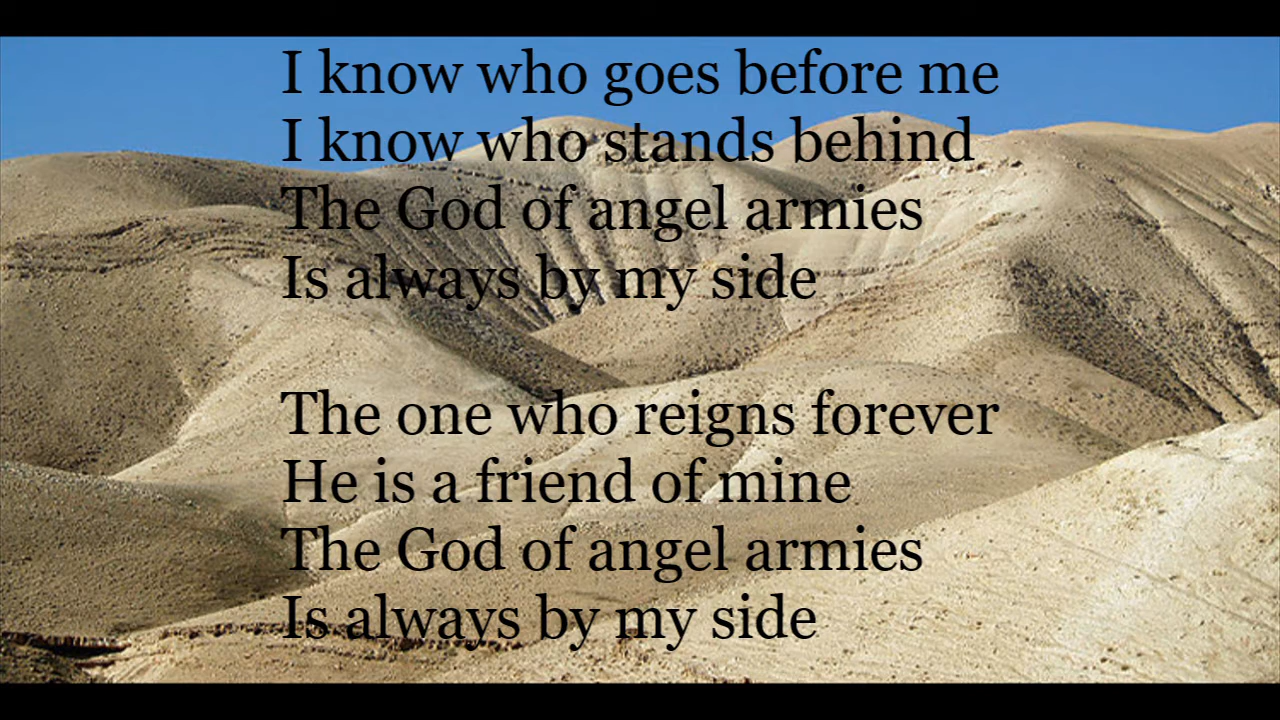 I know who goes before me
I know who stands behind
The God of angel armies
Is always by my side
The one who reigns forever
He is a friend of mine
The God of angel armies
Is always by my side